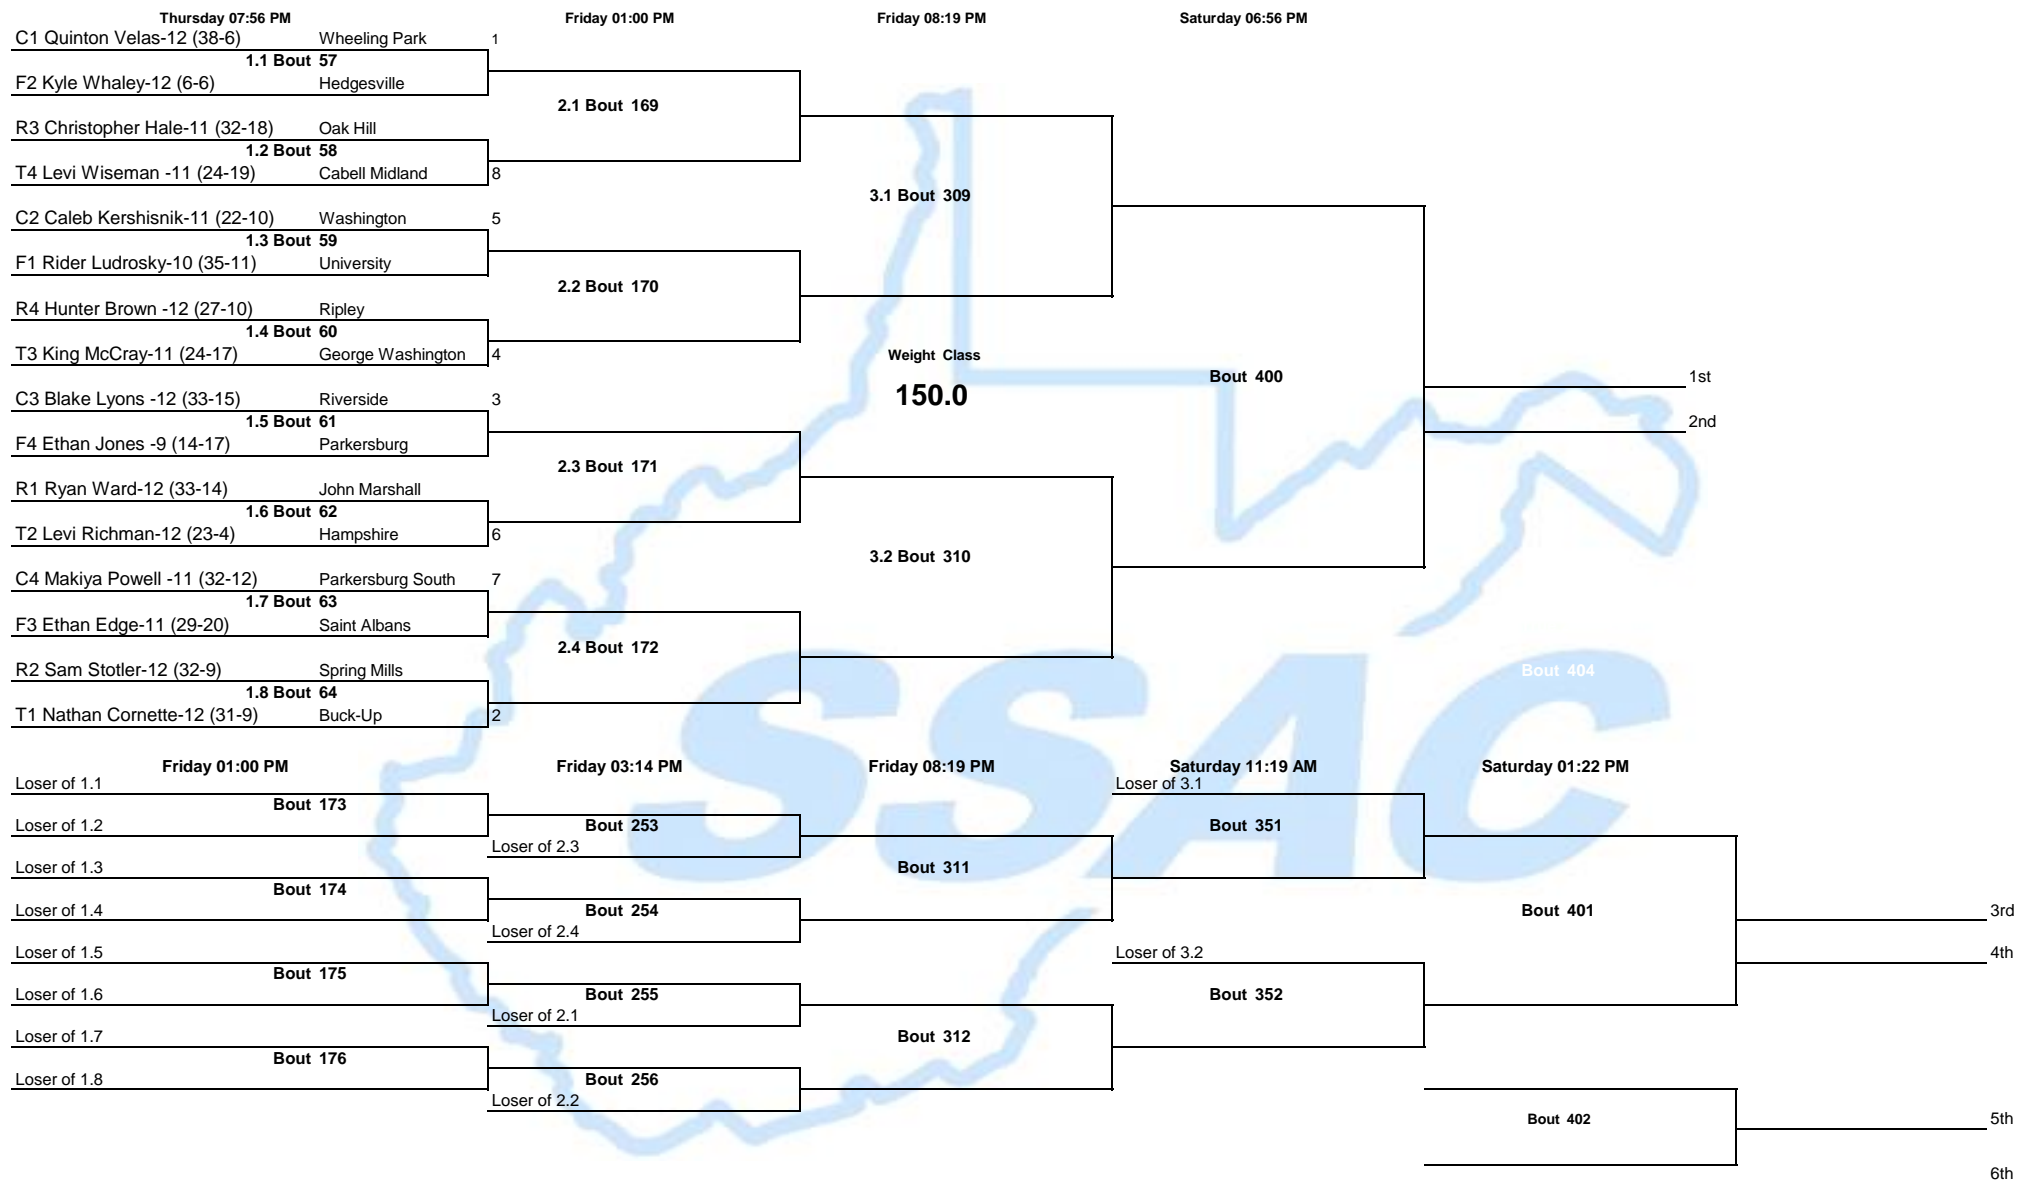 Thursday 07:56 PM Friday 01:00 PM Friday 08:19 PM Saturday 06:56 PM
C1 Quinton Velas-12 (38-6) Wheeling Park 1
1.1 Bout 57
F2 Kyle Whaley-12 (6-6) Hedgesville
2.1 Bout 169
R3 Christopher Hale-11 (32-18) Oak Hill
1.2 Bout 58
T4 Levi Wiseman -11 (24-19) Cabell Midland 8
3.1 Bout 309
C2 Caleb Kershisnik-11 (22-10) Washington 5
1.3 Bout 59
F1 Rider Ludrosky-10 (35-11) University
2.2 Bout 170
R4 Hunter Brown -12 (27-10) Ripley
1.4 Bout 60
T3 King McCray-11 (24-17) George Washington 4
Weight Class
150.0
Bout 400
1st
2nd
C3 Blake Lyons -12 (33-15) Riverside 3
1.5 Bout 61
F4 Ethan Jones -9 (14-17) Parkersburg
2.3 Bout 171
R1 Ryan Ward-12 (33-14) John Marshall
1.6 Bout 62
T2 Levi Richman-12 (23-4) Hampshire 6
3.2 Bout 310
C4 Makiya Powell -11 (32-12) Parkersburg South 7
1.7 Bout 63
F3 Ethan Edge-11 (29-20) Saint Albans
2.4 Bout 172
R2 Sam Stotler-12 (32-9) Spring Mills
Bout 404
1.8 Bout 64
T1 Nathan Cornette-12 (31-9) Buck-Up 2
SSAC
Friday 01:00 PM Friday 03:14 PM Friday 08:19 PM Saturday 11:19 AM Saturday 01:22 PM
Loser of 1.1 Loser of 3.1
Bout 173
Loser of 1.2 Bout 253 Bout 351
Loser of 2.3
Loser of 1.3 Bout 311
Bout 174
Loser of 1.4 Bout 254 Bout 401 3rd
Loser of 2.4
Loser of 1.5 Loser of 3.2 4th
Bout 175
Loser of 1.6 Bout 255 Bout 352
Loser of 2.1
Loser of 1.7 Bout 312
Bout 176
Loser of 1.8 Bout 256
Loser of 2.2
Bout 402 5th
6th